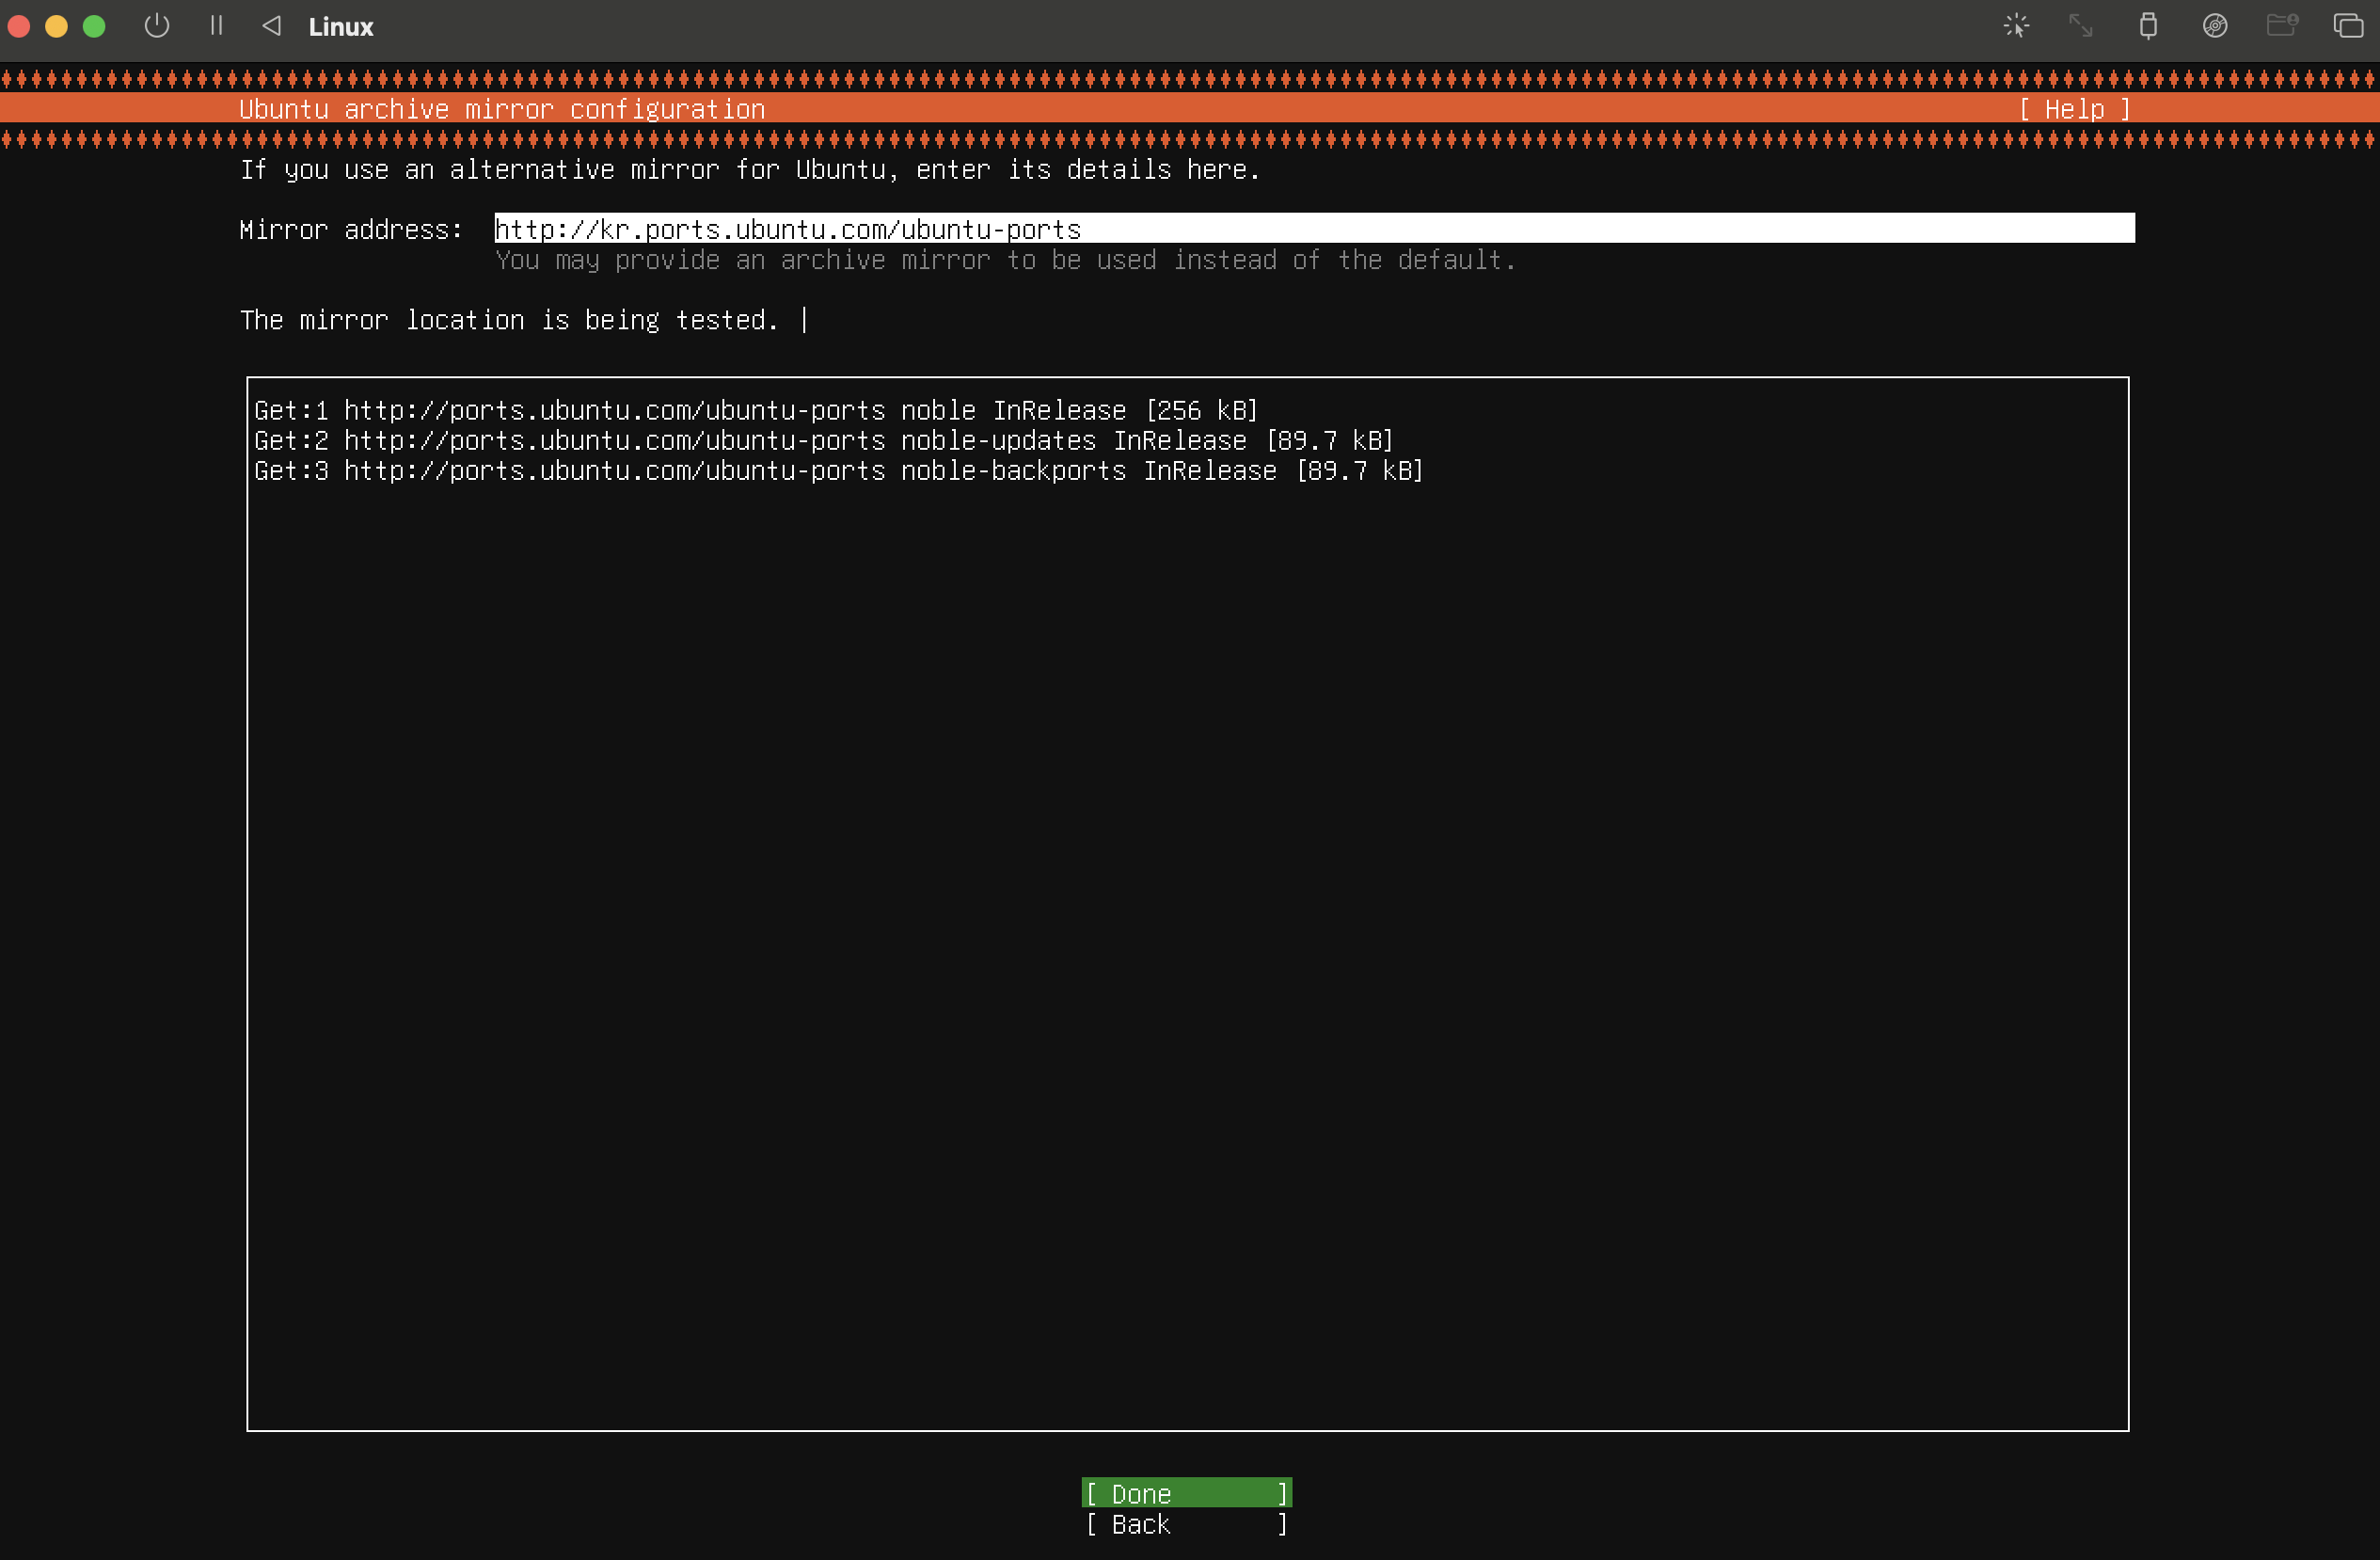 Linux
Ubuntu archive mirror configuration [ Help ]
If you use an alternative mirror for Ubuntu, enter its details here.
Mirror address: http://kr.ports.ubuntu.com/ubuntu-ports
You may provide an archive mirror to be used instead of the default.
The mirror location is being tested. |
Get:1 http://ports.ubuntu.com/ubuntu-ports noble InRelease [256 kB]
Get:2 http://ports.ubuntu.com/ubuntu-ports noble-updates InRelease [89.7 kB]
Get:3 http://ports.ubuntu.com/ubuntu-ports noble-backports InRelease [89.7 kB]
[ Done ]
[ Back ]